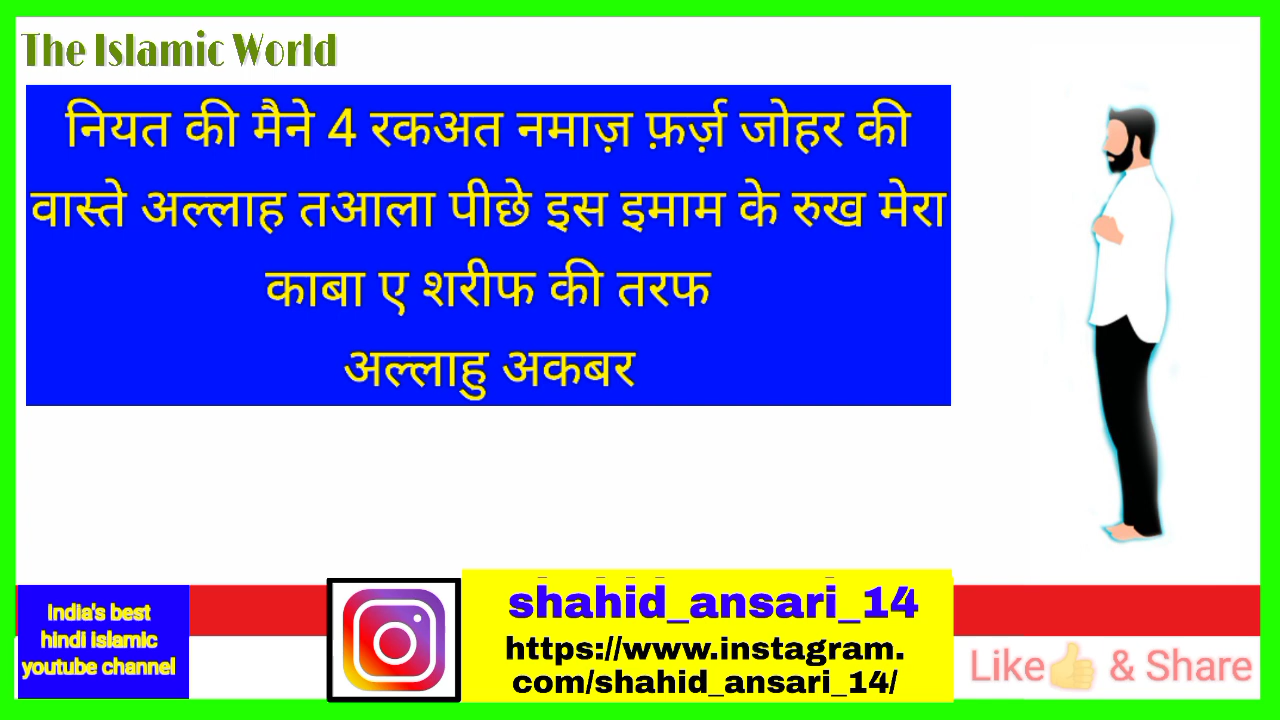 The Islamic World
नियत की मैने 4 रकअत नमाज़ फ़र्ज़ जोहर की
वास्ते अल्लाह तआला पीछे इस इमाम के रुख मेरा
काबा ए शरीफ की तरफ
अल्लाहु अकबर
India's best
hindi islamic
youtube channel
shahid_ansari_14
https://www.instagram.
com/shahid_ansari_14/
Like👍 & Share